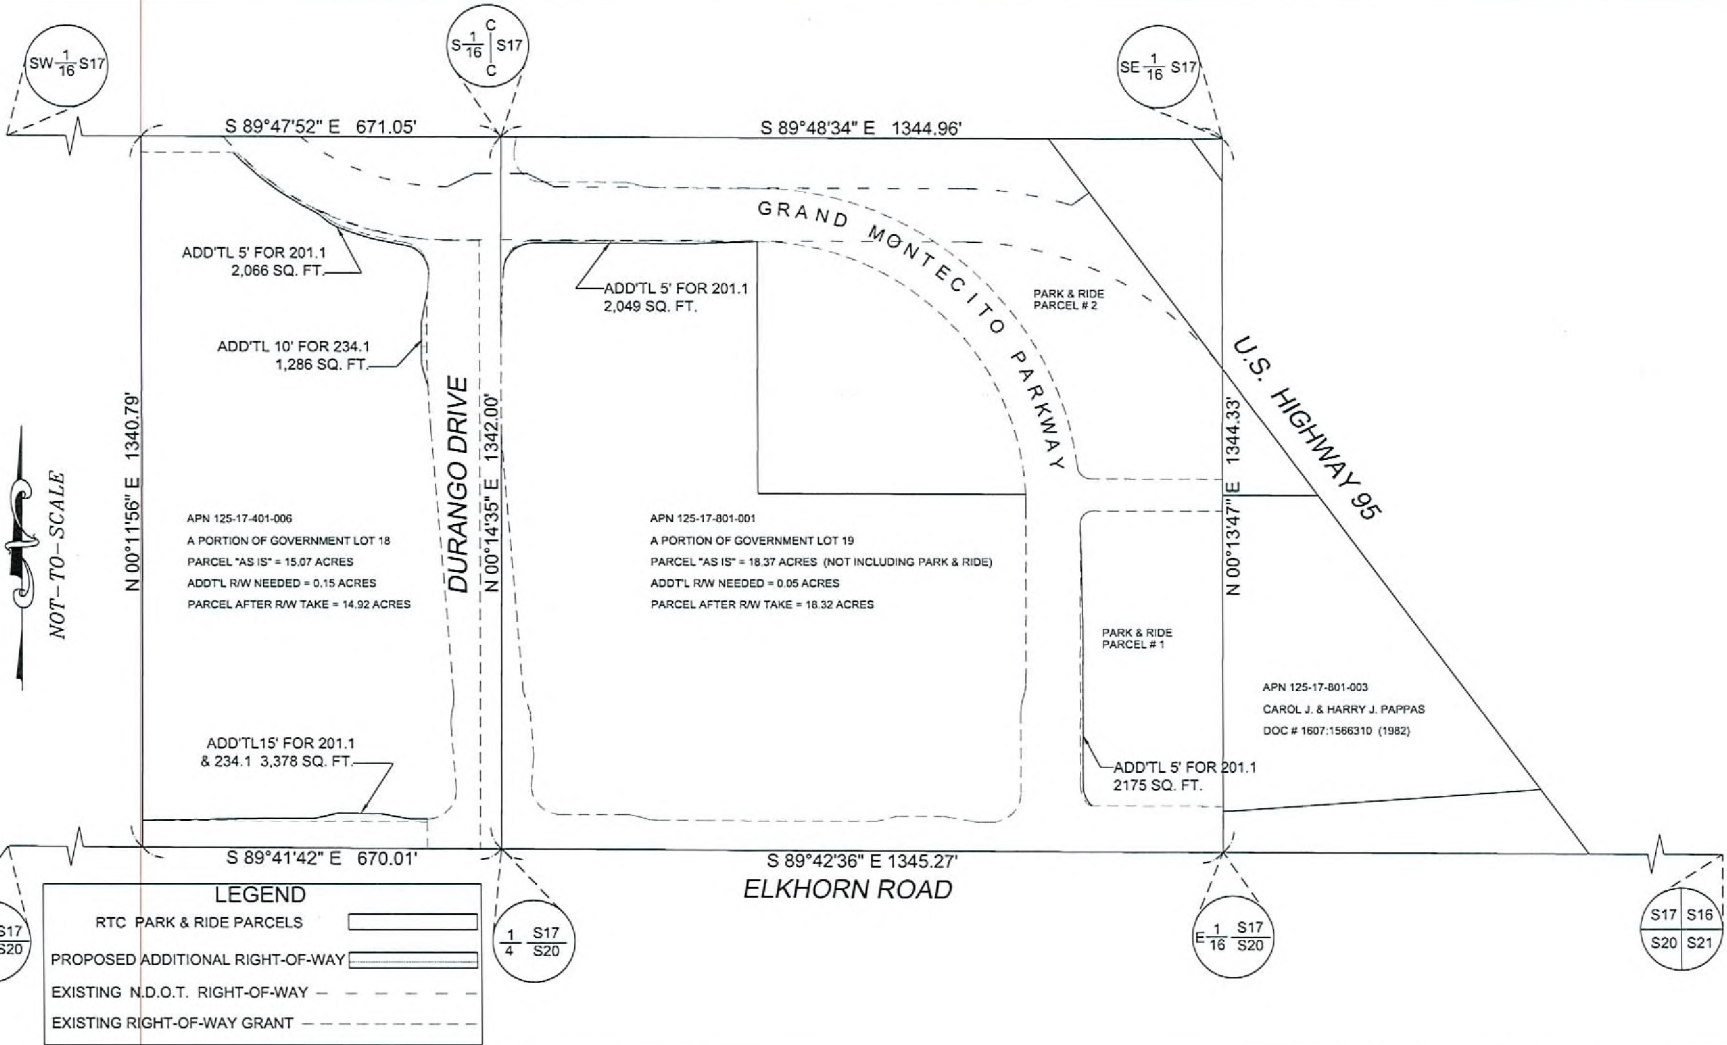 SW 1/16 S17
C
S 1/16 S17
C
SE 1/16 S17
S 89°47'52" E 671.05'
S 89°48'34" E 1344.96'
GRAND MONTECITO PARKWAY
ADD'TL 5' FOR 201.1
2,066 SQ. FT.
ADD'TL 5' FOR 201.1
2,049 SQ. FT.
PARK & RIDE
PARCEL # 2
ADD'TL 10' FOR 234.1
1,286 SQ. FT.
U.S. HIGHWAY 95
DURANGO DRIVE
N 00°11'56" E 1340.79'
N 00°14'35" E 1342.00'
N 00°13'47" E 1344.33'
NOT-TO-SCALE
APN 125-17-401-006
A PORTION OF GOVERNMENT LOT 18
PARCEL "AS IS" = 15.07 ACRES
ADDT'L R/W NEEDED = 0.15 ACRES
PARCEL AFTER R/W TAKE = 14.92 ACRES
APN 125-17-801-001
A PORTION OF GOVERNMENT LOT 19
PARCEL "AS IS" = 18.37 ACRES (NOT INCLUDING PARK & RIDE)
ADDT'L R/W NEEDED = 0.05 ACRES
PARCEL AFTER R/W TAKE = 18.32 ACRES
PARK & RIDE
PARCEL # 1
APN 125-17-801-003
CAROL J. & HARRY J. PAPPAS
DOC # 1607:1566310 (1982)
ADD'TL15' FOR 201.1
& 234.1 3,378 SQ. FT.
ADD'TL 5' FOR 201.1
2175 SQ. FT.
S 89°41'42" E 670.01'
S 89°42'36" E 1345.27'
ELKHORN ROAD
LEGEND
RTC PARK & RIDE PARCELS
PROPOSED ADDITIONAL RIGHT-OF-WAY
EXISTING N.D.O.T. RIGHT-OF-WAY
EXISTING RIGHT-OF-WAY GRANT
S17
S20
1/4 S17
S20
E 1/16 S17
S20
S17 S16
S20 S21